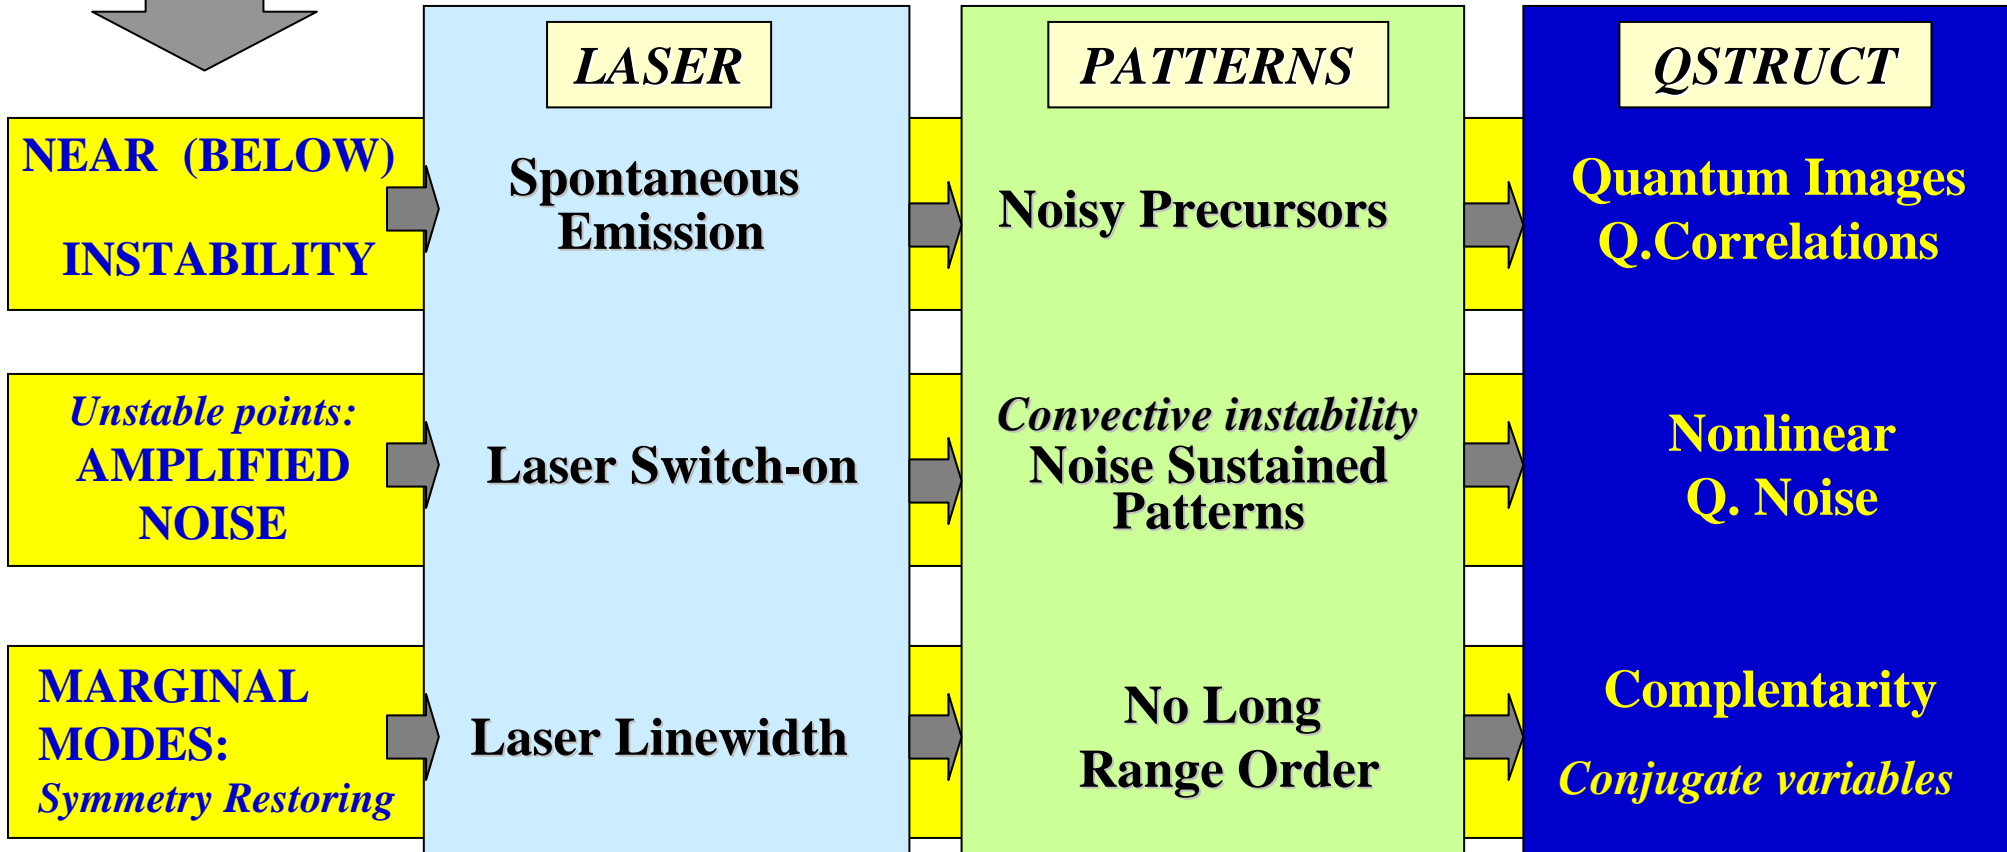 LASER
PATTERNS
QSTRUCT
NEAR (BELOW)
INSTABILITY
Spontaneous
Emission
Noisy Precursors
Quantum Images
Q.Correlations
Unstable points:
AMPLIFIED
NOISE
Laser Switch-on
Convective instability
Noise Sustained
Patterns
Nonlinear
Q. Noise
MARGINAL
MODES:
Symmetry Restoring
Laser Linewidth
No Long
Range Order
Complentarity
Conjugate variables